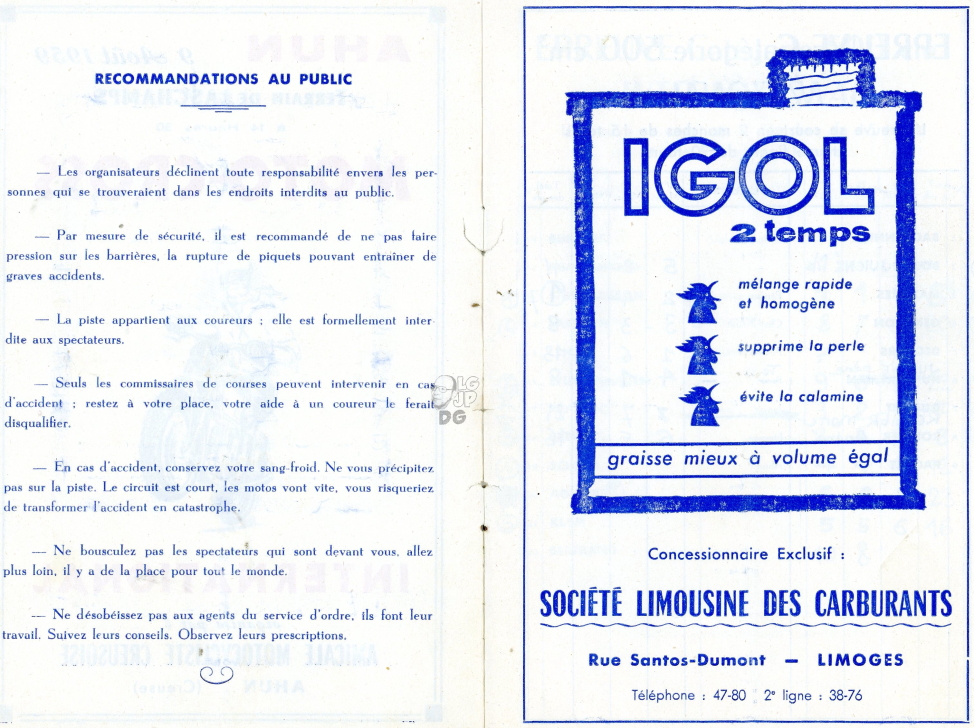 RECOMMANDATIONS AU PUBLIC
— Les organisateurs déclinent toute responsabilité envers les per-
sonnes qui se trouveraient dans les endroits interdits au public.
— Par mesure de sécurité, il est recommandé de ne pas faire
pression sur les barrières, la rupture de piquets pouvant entraîner de
graves accidents.
— La piste appartient aux coureurs ; elle est formellement inter-
dite aux spectateurs.
— Seuls les commissaires de courses peuvent intervenir en cas
d'accident ; restez à votre place, votre aide à un coureur le ferait
disqualifier.
— En cas d'accident, conservez votre sang-froid. Ne vous précipitez
pas sur la piste. Le circuit est court, les motos vont vite, vous risqueriez
de transformer l'accident en catastrophe.
— Ne bousculez pas les spectateurs qui sont devant vous, allez
plus loin, il y a de la place pour tout le monde.
— Ne désobéissez pas aux agents du service d'ordre, ils font leur
travail. Suivez leurs conseils. Observez leurs prescriptions.
LG
JP
DG
IGOL
2 temps
mélange rapide
et homogène
supprime la perle
évite la calamine
graisse mieux à volume égal
Concessionnaire Exclusif :
SOCIÉTÉ LIMOUSINE DES CARBURANTS
Rue Santos-Dumont — LIMOGES
Téléphone : 47-80 2e ligne : 38-76